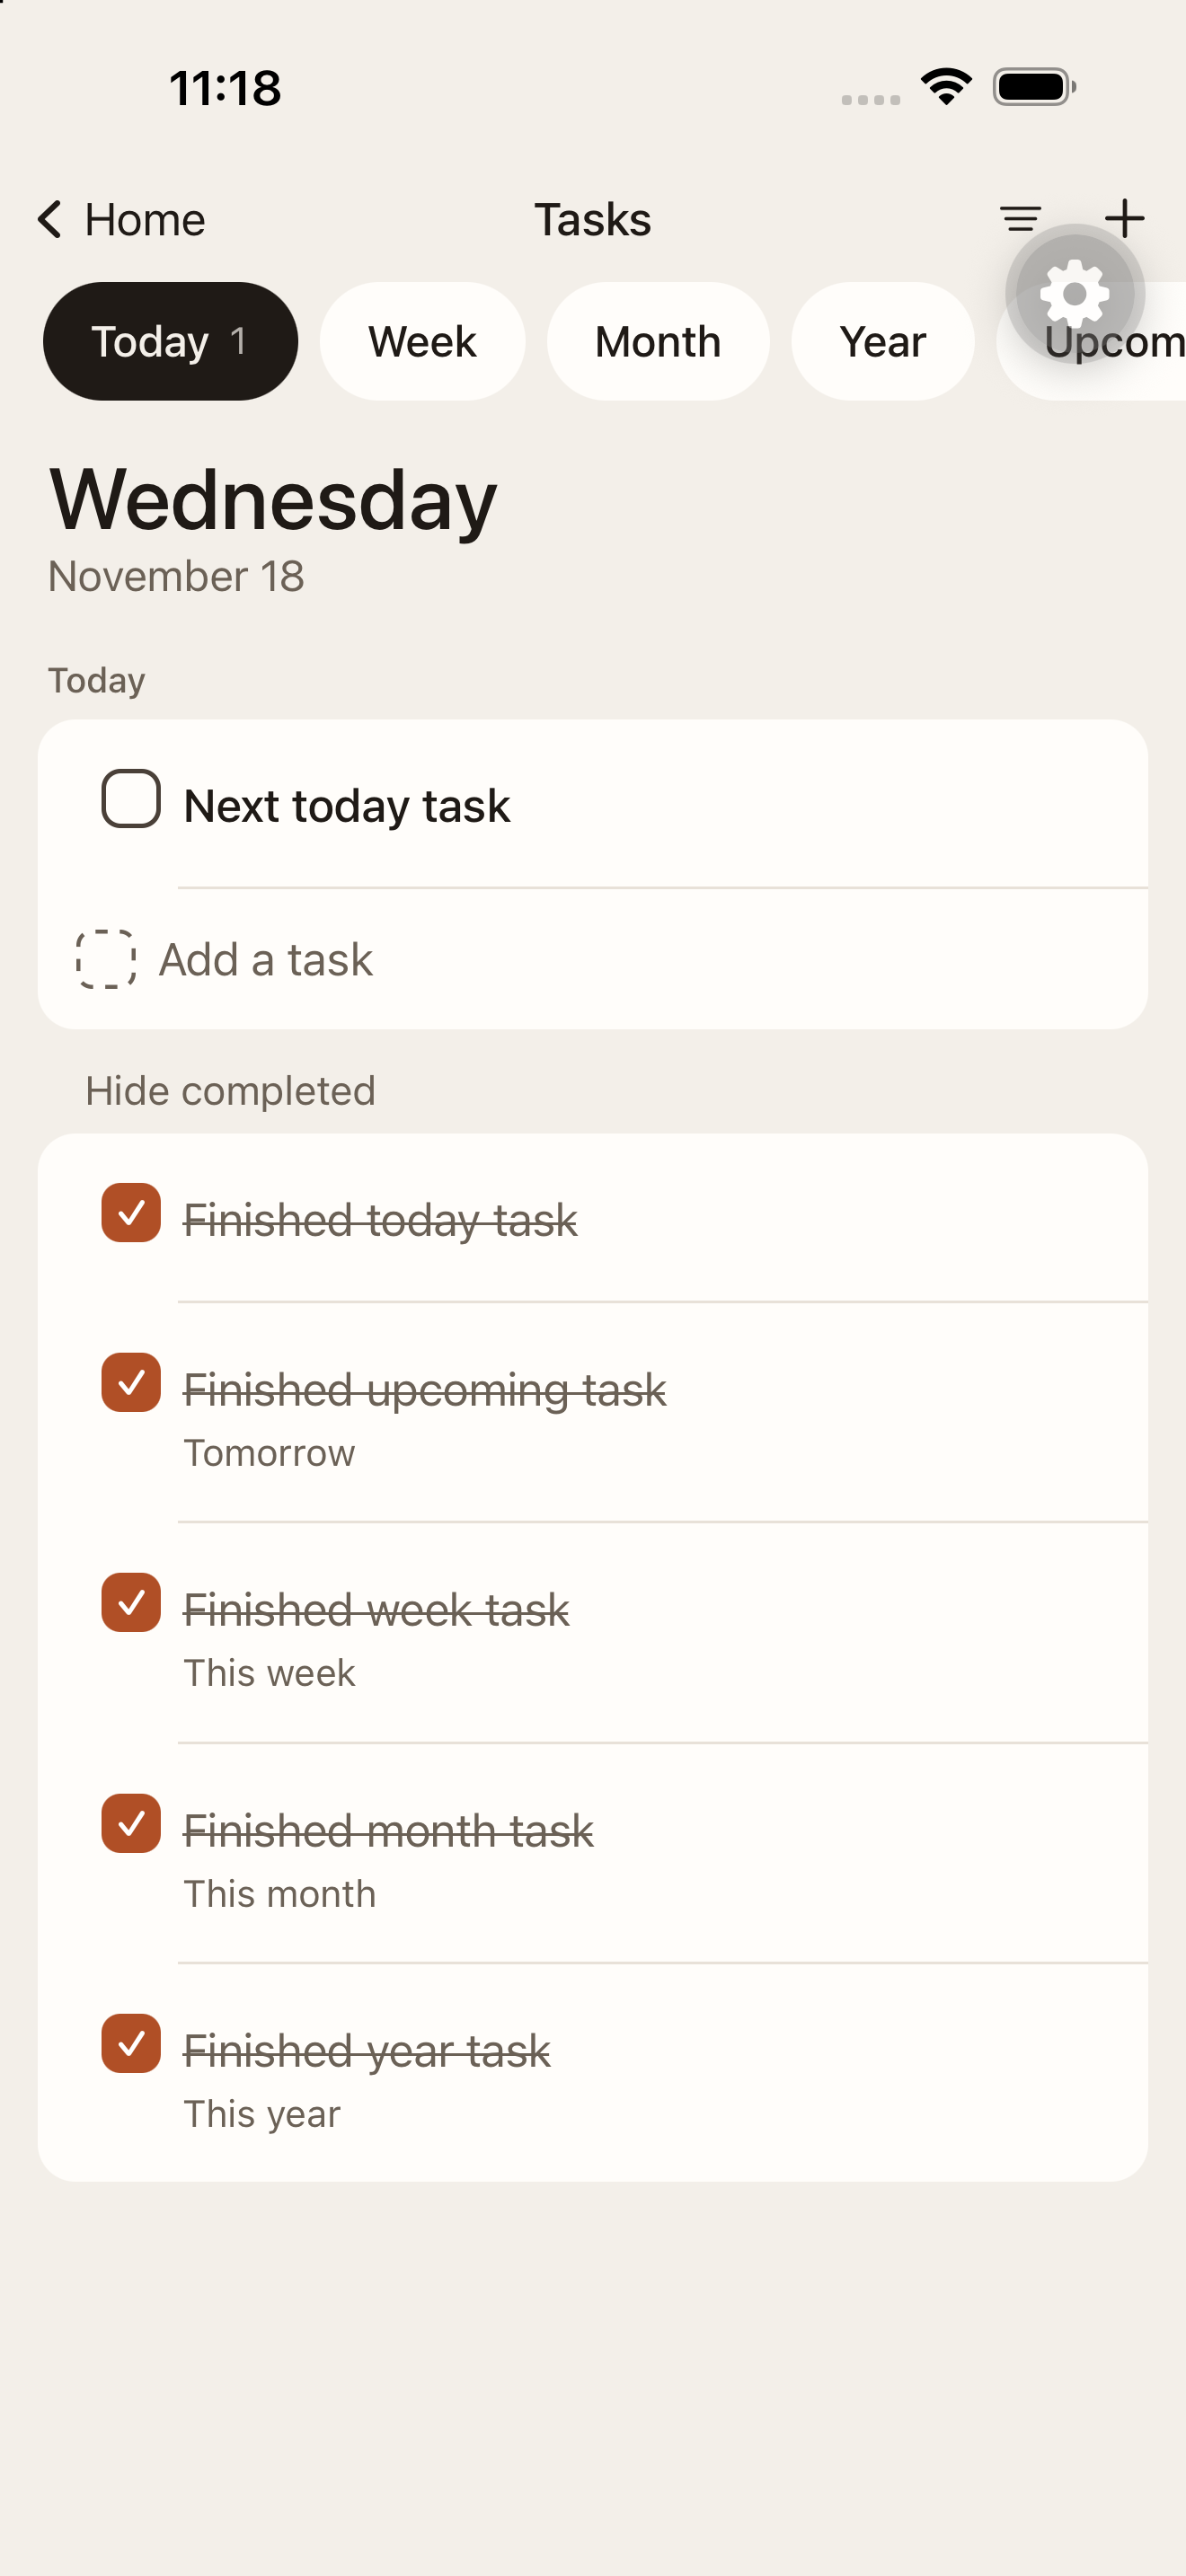 11:18
Home
Tasks
Today 1
Week
Month
Year
Upcom
Wednesday
November 18
Today
Next today task
Add a task
Hide completed
Finished today task
Finished upcoming task
Tomorrow
Finished week task
This week
Finished month task
This month
Finished year task
This year